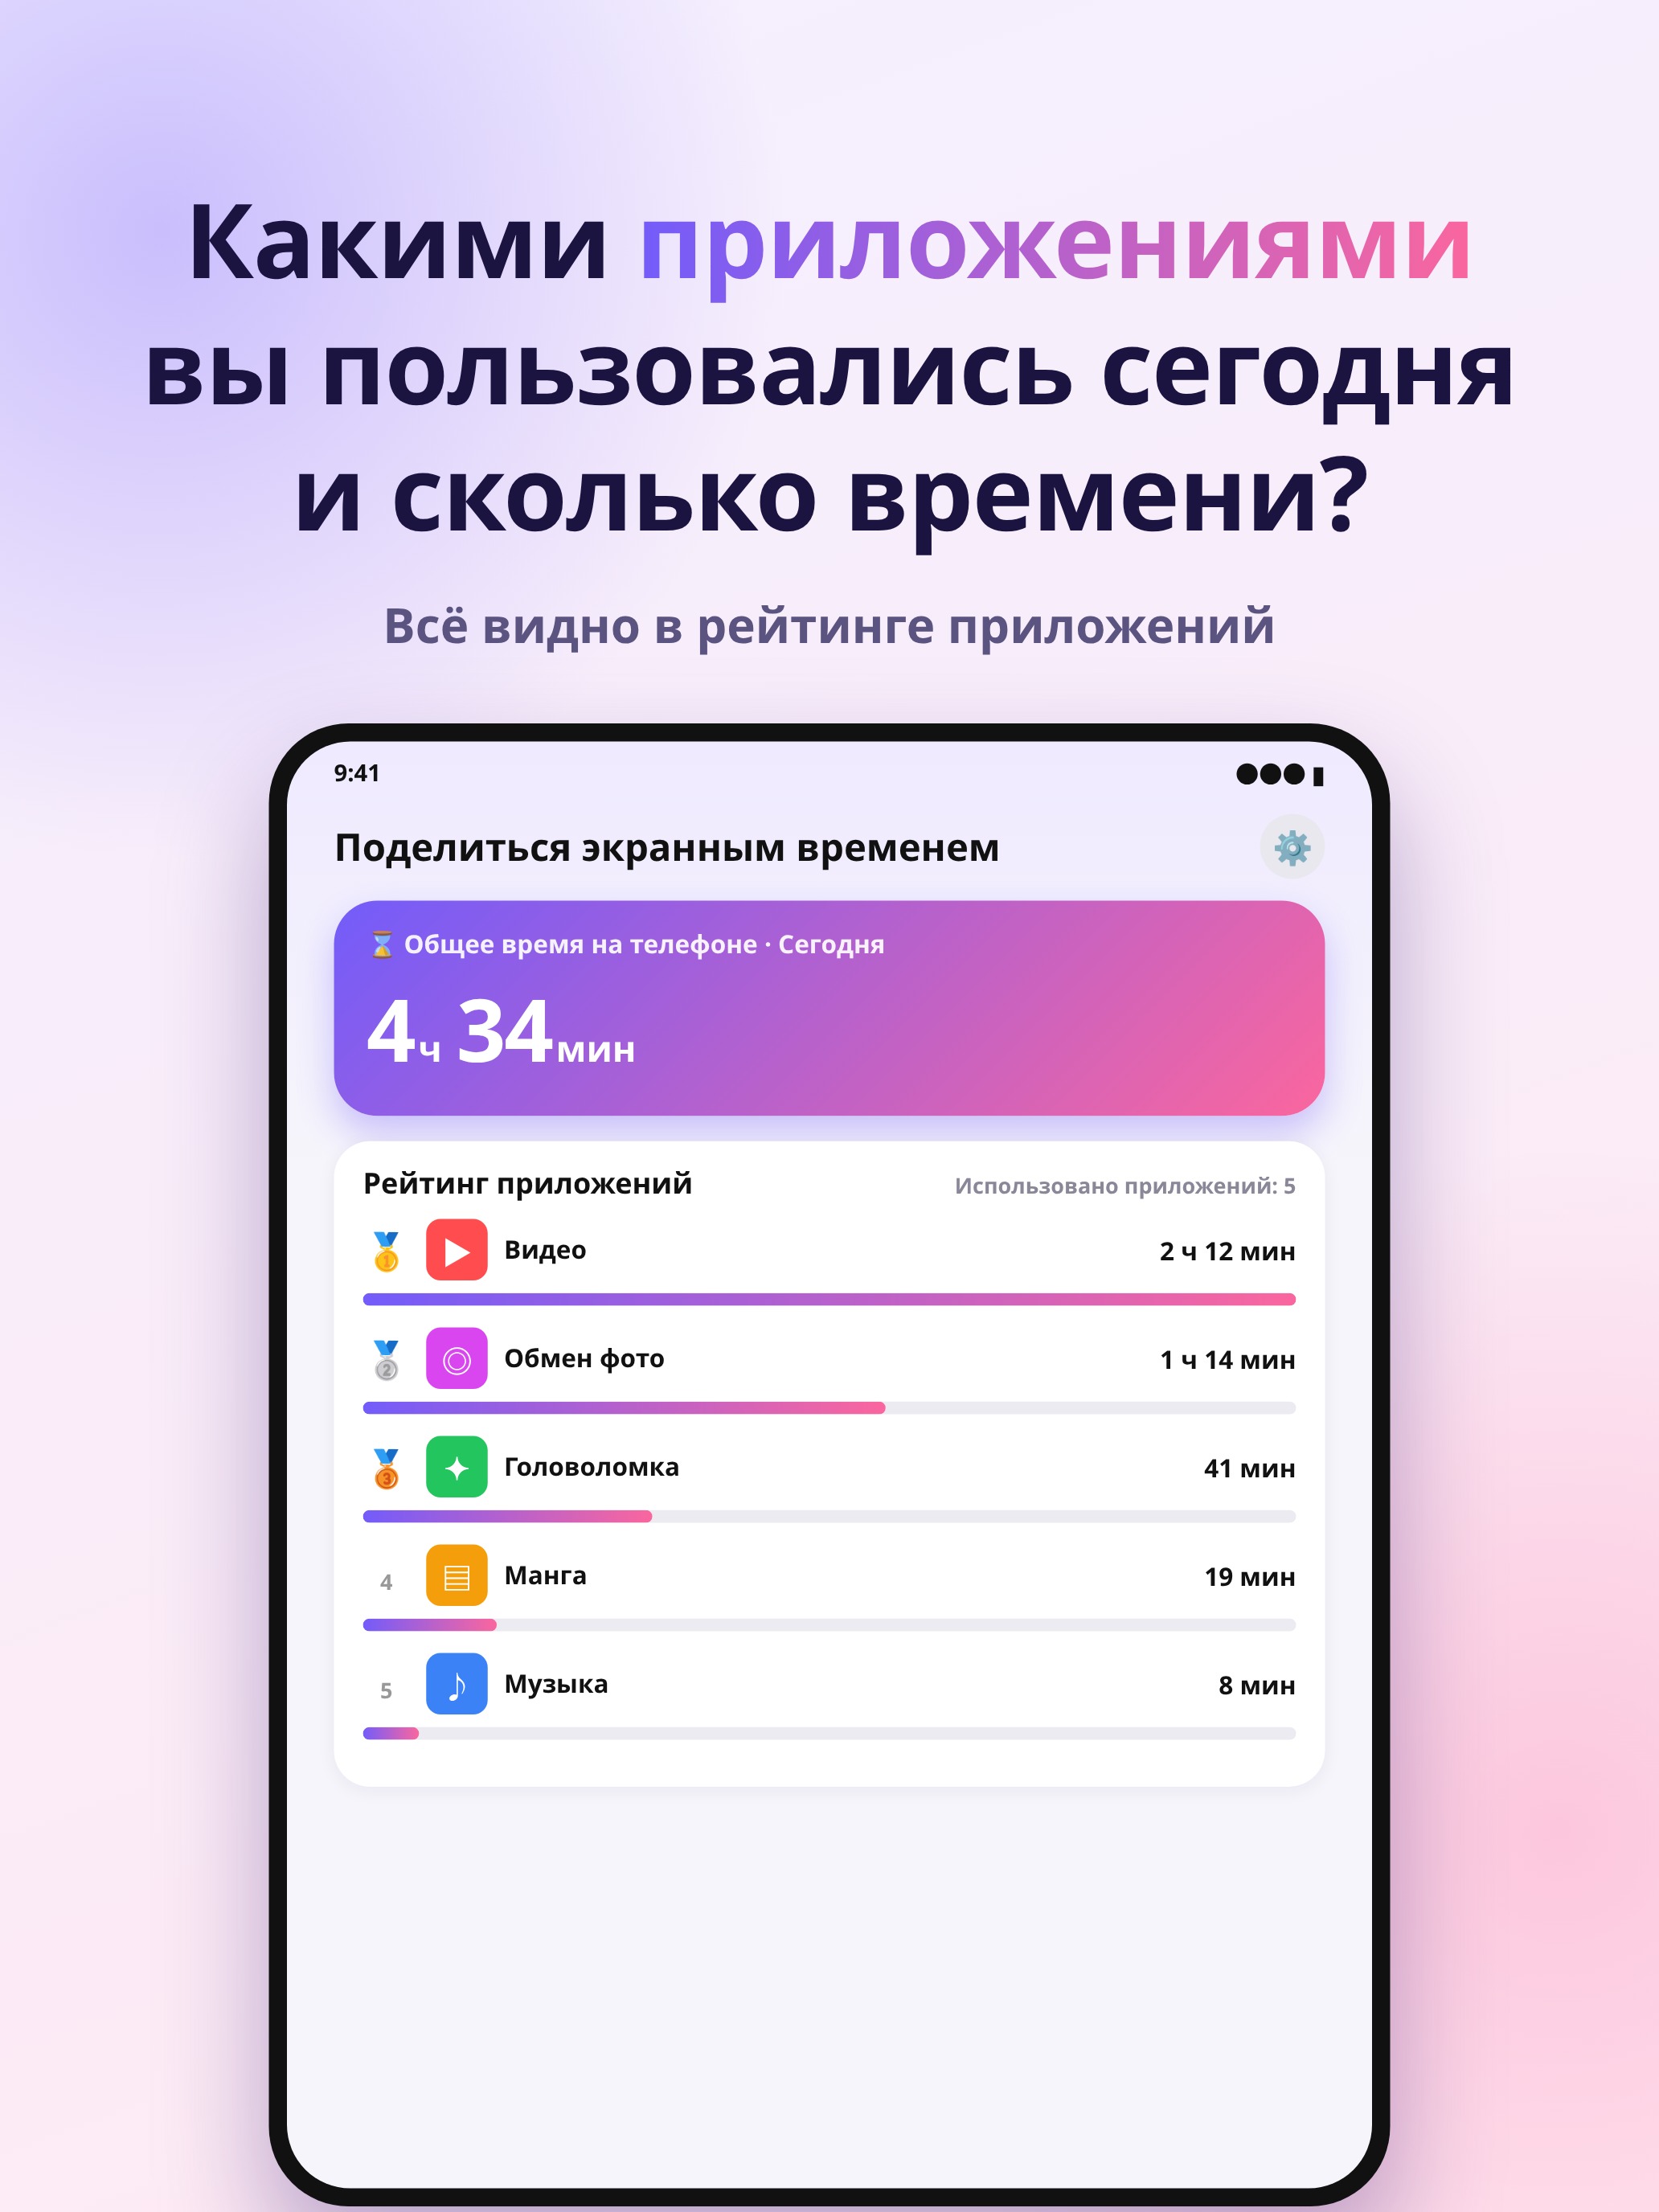 Какими приложениями
вы пользовались сегодня
и сколько времени?
Всё видно в рейтинге приложений
9:41
Поделиться экранным временем
⌛ Общее время на телефоне · Сегодня
4ч 34мин
Рейтинг приложений
Использовано приложений: 5
Видео
2 ч 12 мин
Обмен фото
1 ч 14 мин
Головоломка
41 мин
4
Манга
19 мин
5
Музыка
8 мин